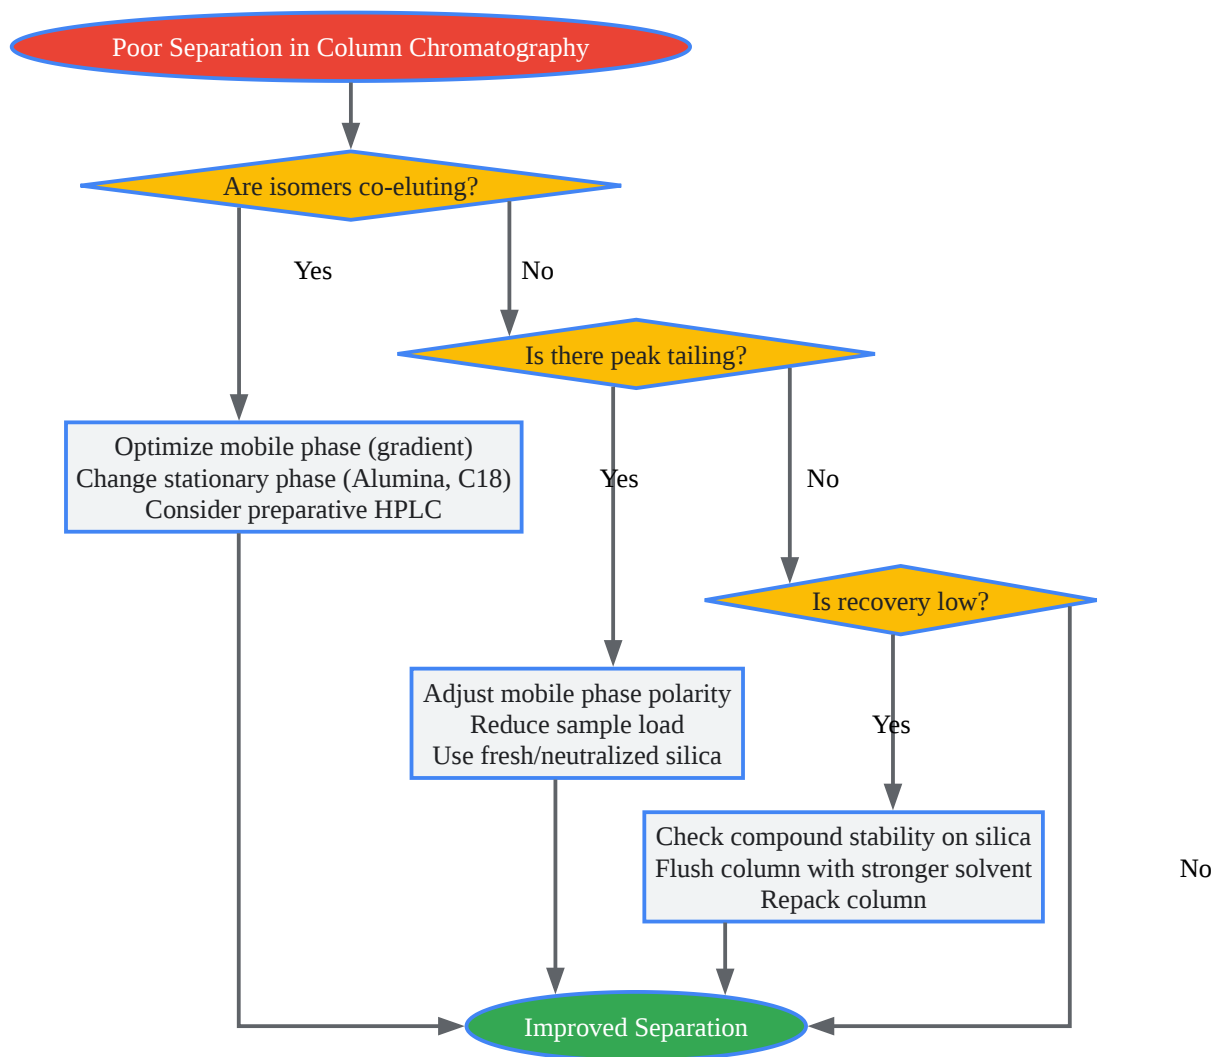 Poor Separation in Column Chromatography
Are isomers co-eluting?
Yes
No
Is there peak tailing?
Optimize mobile phase (gradient)
Change stationary phase (Alumina, C18)
Consider preparative HPLC
Yes
No
Is recovery low?
Adjust mobile phase polarity
Reduce sample load
Use fresh/neutralized silica
Yes
Check compound stability on silica
Flush column with stronger solvent
Repack column
No
Improved Separation